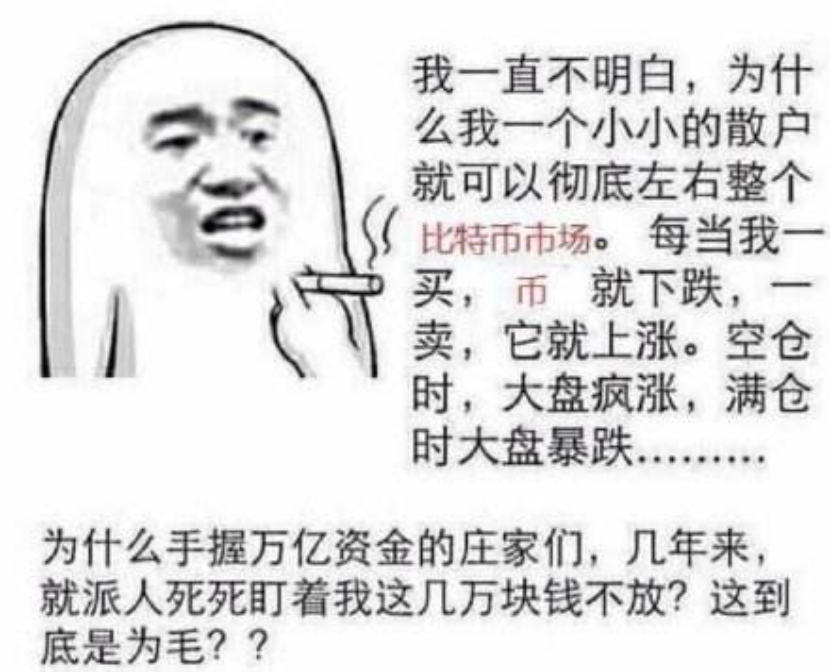 我一直不明白，为什
么我一个小小的散户
就可以彻底左右整个
比特币市场。 每当我一
买， 币 就下跌，一
卖，它就上涨。空仓
时，大盘疯涨，满仓
时大盘暴跌………
为什么手握万亿资金的庄家们，几年来，
就派人死死盯着我这几万块钱不放？这到
底是为毛？？